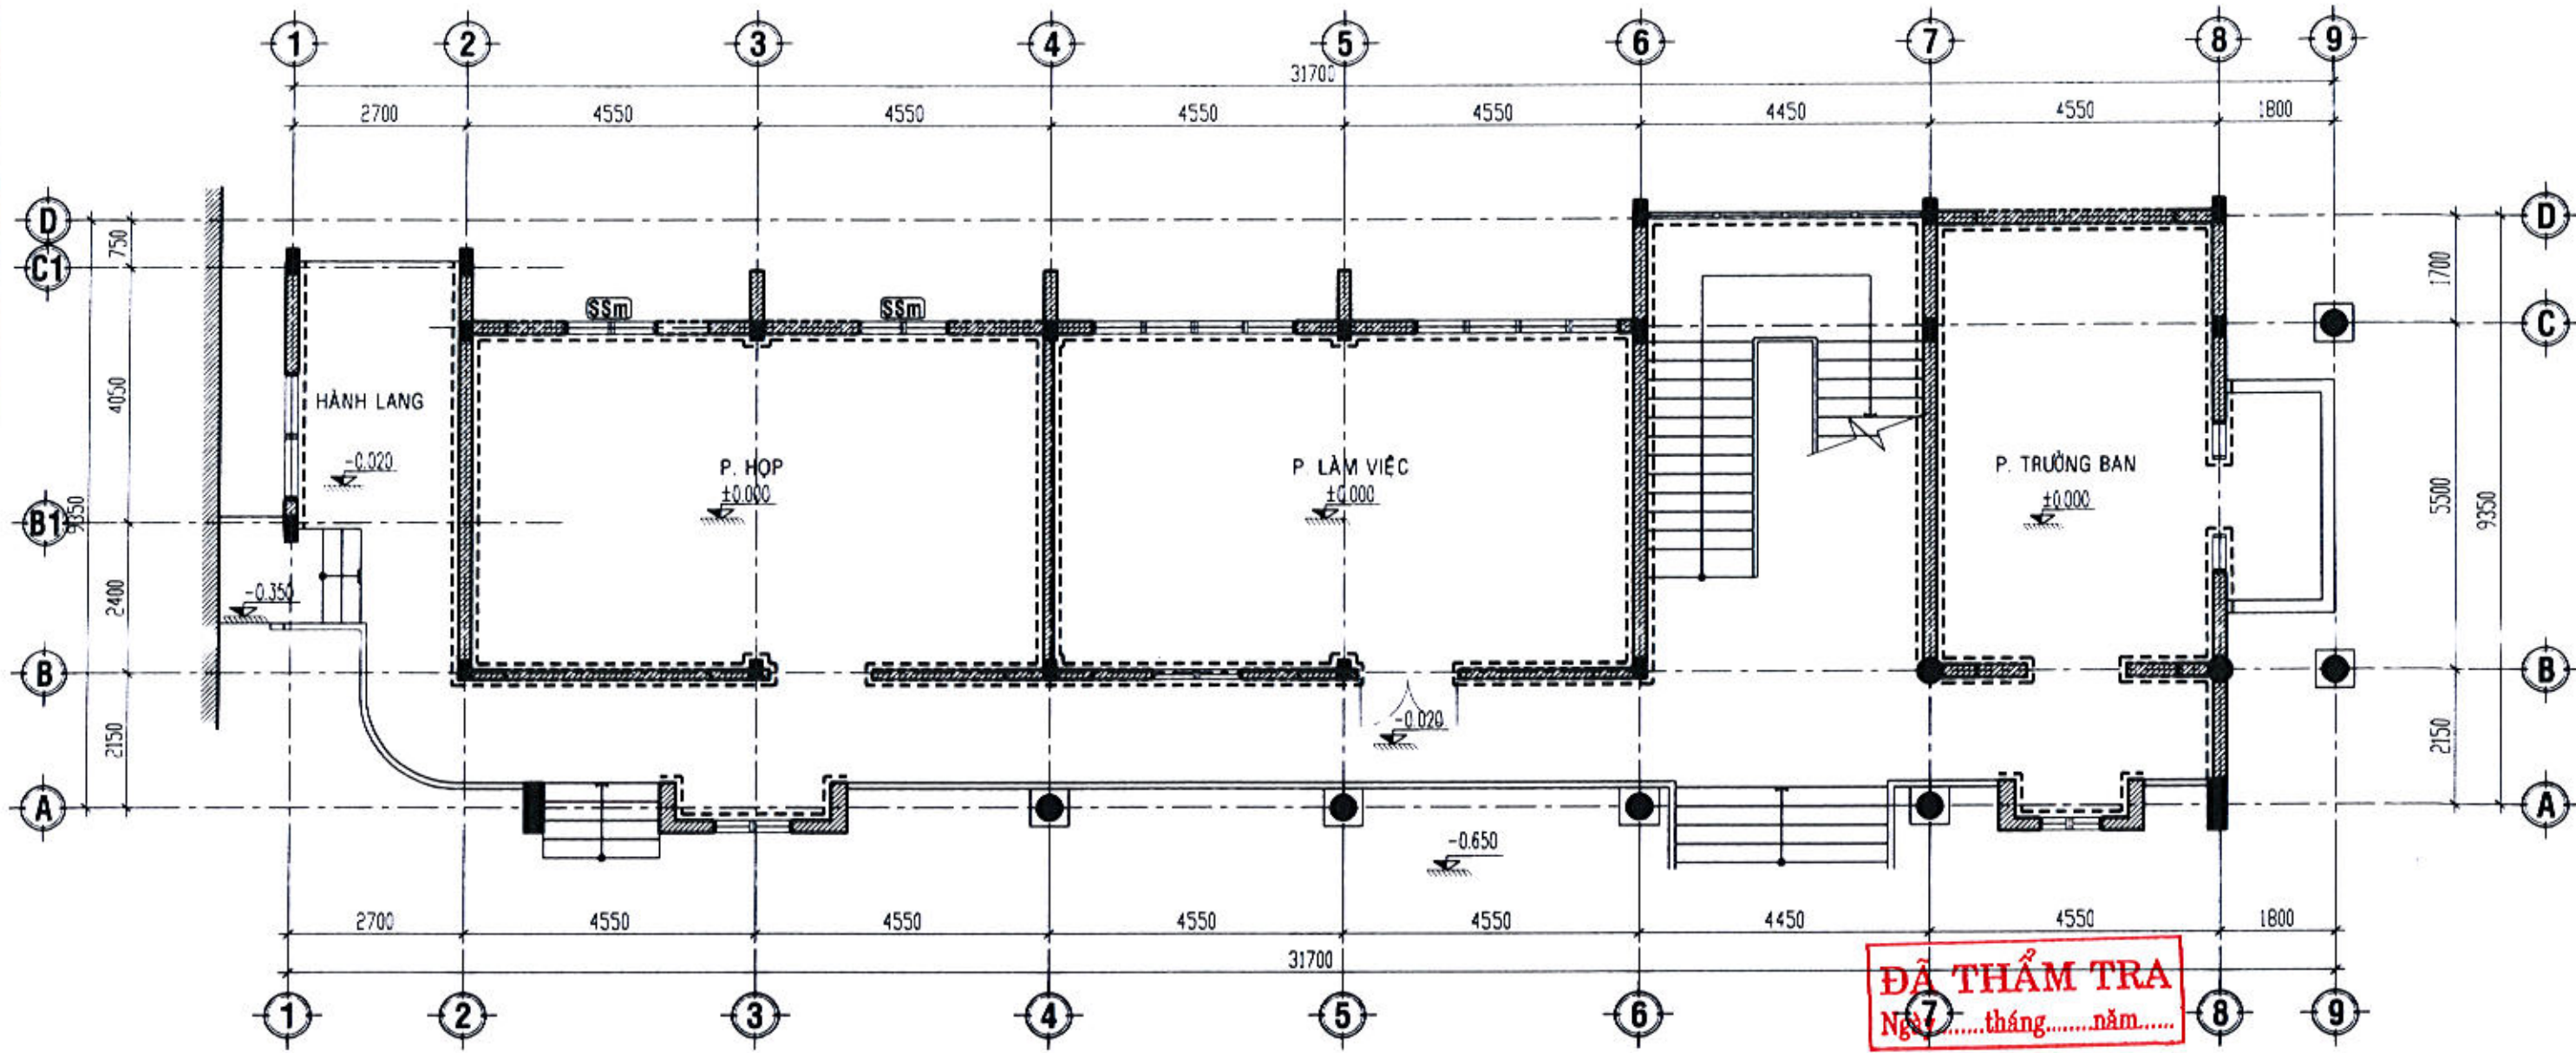 1 2 3 4 5 6 7 8 9
31700
2700 4550 4550 4550 4550 4450 4550 1800
D D
750
C1
1700
C
SSm SSm
4050
HÀNH LANG
-0.020
P. HỌP
±0.000
P. LÀM VIỆC
±0.000
P. TRƯỞNG BAN
±0.000
5500
9350
B1
9350
-0.350
2400
B B
2150
-0.020
2150
A A
-0.650
2700 4550 4550 4550 4550 4450 4550 1800
31700
ĐÃ THẨM TRA
Ngày.......tháng.......năm......
1 2 3 4 5 6 7 8 9